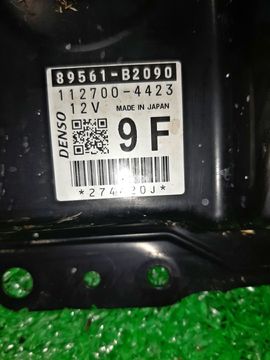 89561-B2090
112700-4423
12V MADE IN JAPAN
DENSO
9F